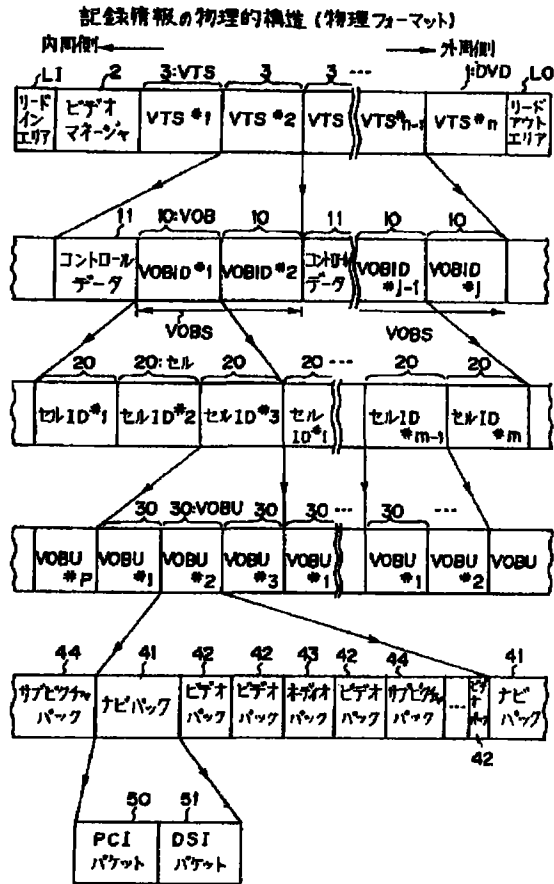 記録情報の物理的構造(物理フォーマット)
内周側 外周側
LI 2 3:VTS 3 3 ... 1:DVD LO
リードインエリア ビデオマネージャ VTS#1 VTS#2 VTS VTS#n-1 VTS#n リードアウトエリア
11 10:VOB 10 11 10 10
コントロールデータ VOBID#1 VOBID#2 コントロールデータ VOBID#j-1 VOBID#j
VOBS VOBS
20 20:セル 20 20 ... 20 20
セルID#1 セルID#2 セルID#3 セルID#1 セルID#m-1 セルID#m
30 30:VOBU 30 30 ... 30 ...
VOBU#P VOBU#1 VOBU#2 VOBU#3 VOBU#1 VOBU#1 VOBU#2 VOBU
44 41 42 42 43 42 44 41
サブピクチャパック ナビパック ビデオパック ビデオパック オーディオパック ビデオパック サブピクチャパック ... ビデオパック ナビパック
42
50 51
PCIパケット DSIパケット